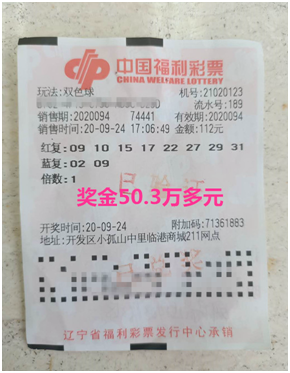 中国福利彩票
CHINA WELFARE LOTTERY
玩法:双色球 机号:21020123
流水号:189
销售期:2020094 74441 有效期:2020094
销售时间:20-09-24 17:06:49 金额:112元
红复:09 10 15 17 22 27 29 31
蓝复:02 09
倍数:1
奖金50.3万多元
开奖时间:20-09-24 附加码:71361883
地址:开发区小孤山中里临港商城211网点
辽宁省福利彩票发行中心承销